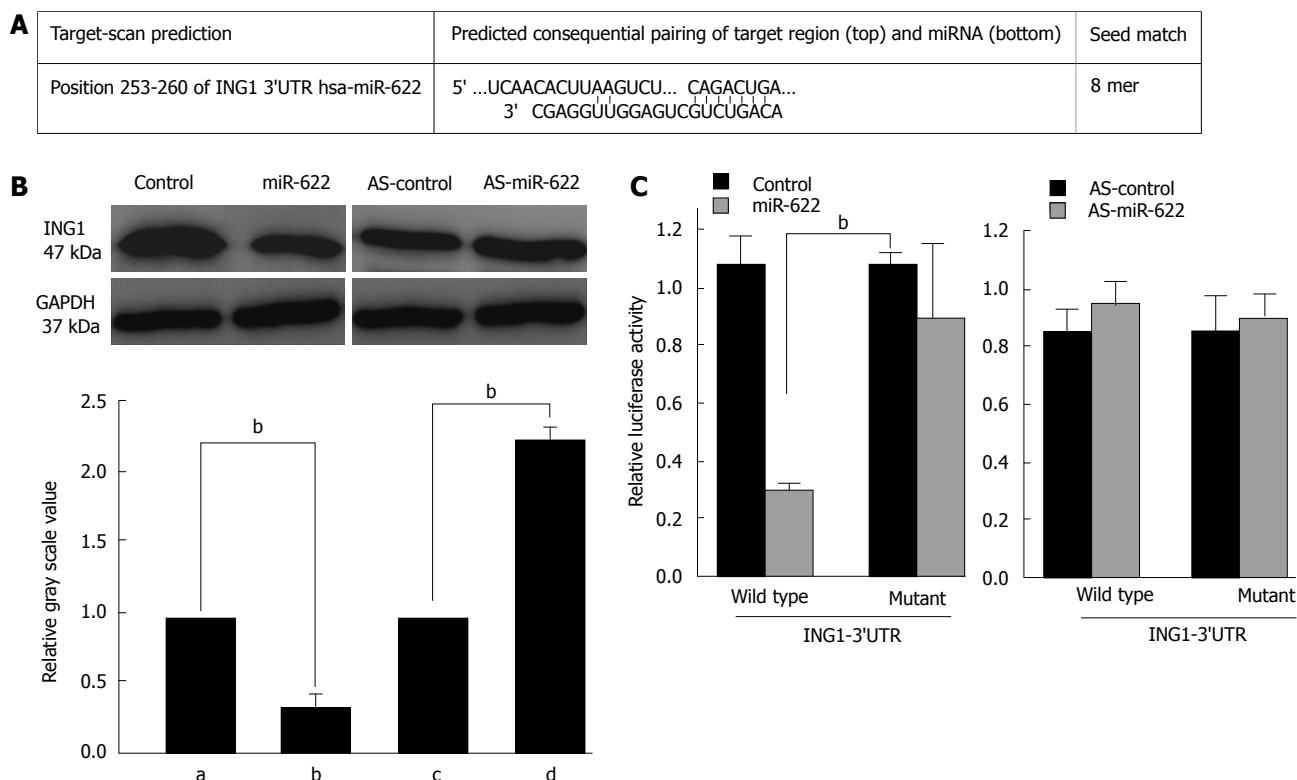 A
Target-scan prediction
Predicted consequential pairing of target region (top) and miRNA (bottom)
Seed match
Position 253-260 of ING1 3'UTR hsa-miR-622
5' ...UCAACACUUAAGUCU... CAGACUGA...
3' CGAGGUUGGAGUCGUCUGACA
8 mer
B
Control miR-622 AS-control AS-miR-622
ING1
47 kDa
GAPDH
37 kDa
Relative gray scale value
2.5
2.0
1.5
1.0
0.5
0.0
b
b
a b c d
C
Control
miR-622
Relative luciferase activity
1.2
1.0
0.8
0.6
0.4
0.2
0.0
b
Wild type Mutant
ING1-3'UTR
AS-control
AS-miR-622
1.2
1.0
0.8
0.6
0.4
0.2
0.0
Wild type Mutant
ING1-3'UTR